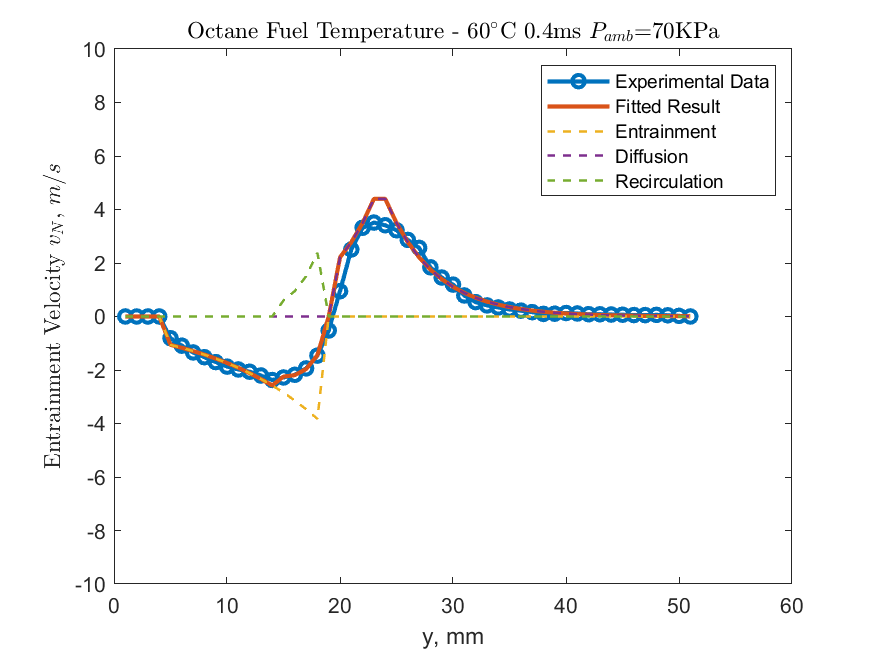 Octane Fuel Temperature - 60°C 0.4ms P_amb=70KPa
Entrainment Velocity v_N, m/s
10
8
6
4
2
0
-2
-4
-6
-8
-10
Experimental Data
Fitted Result
Entrainment
Diffusion
Recirculation
0 10 20 30 40 50 60
y, mm